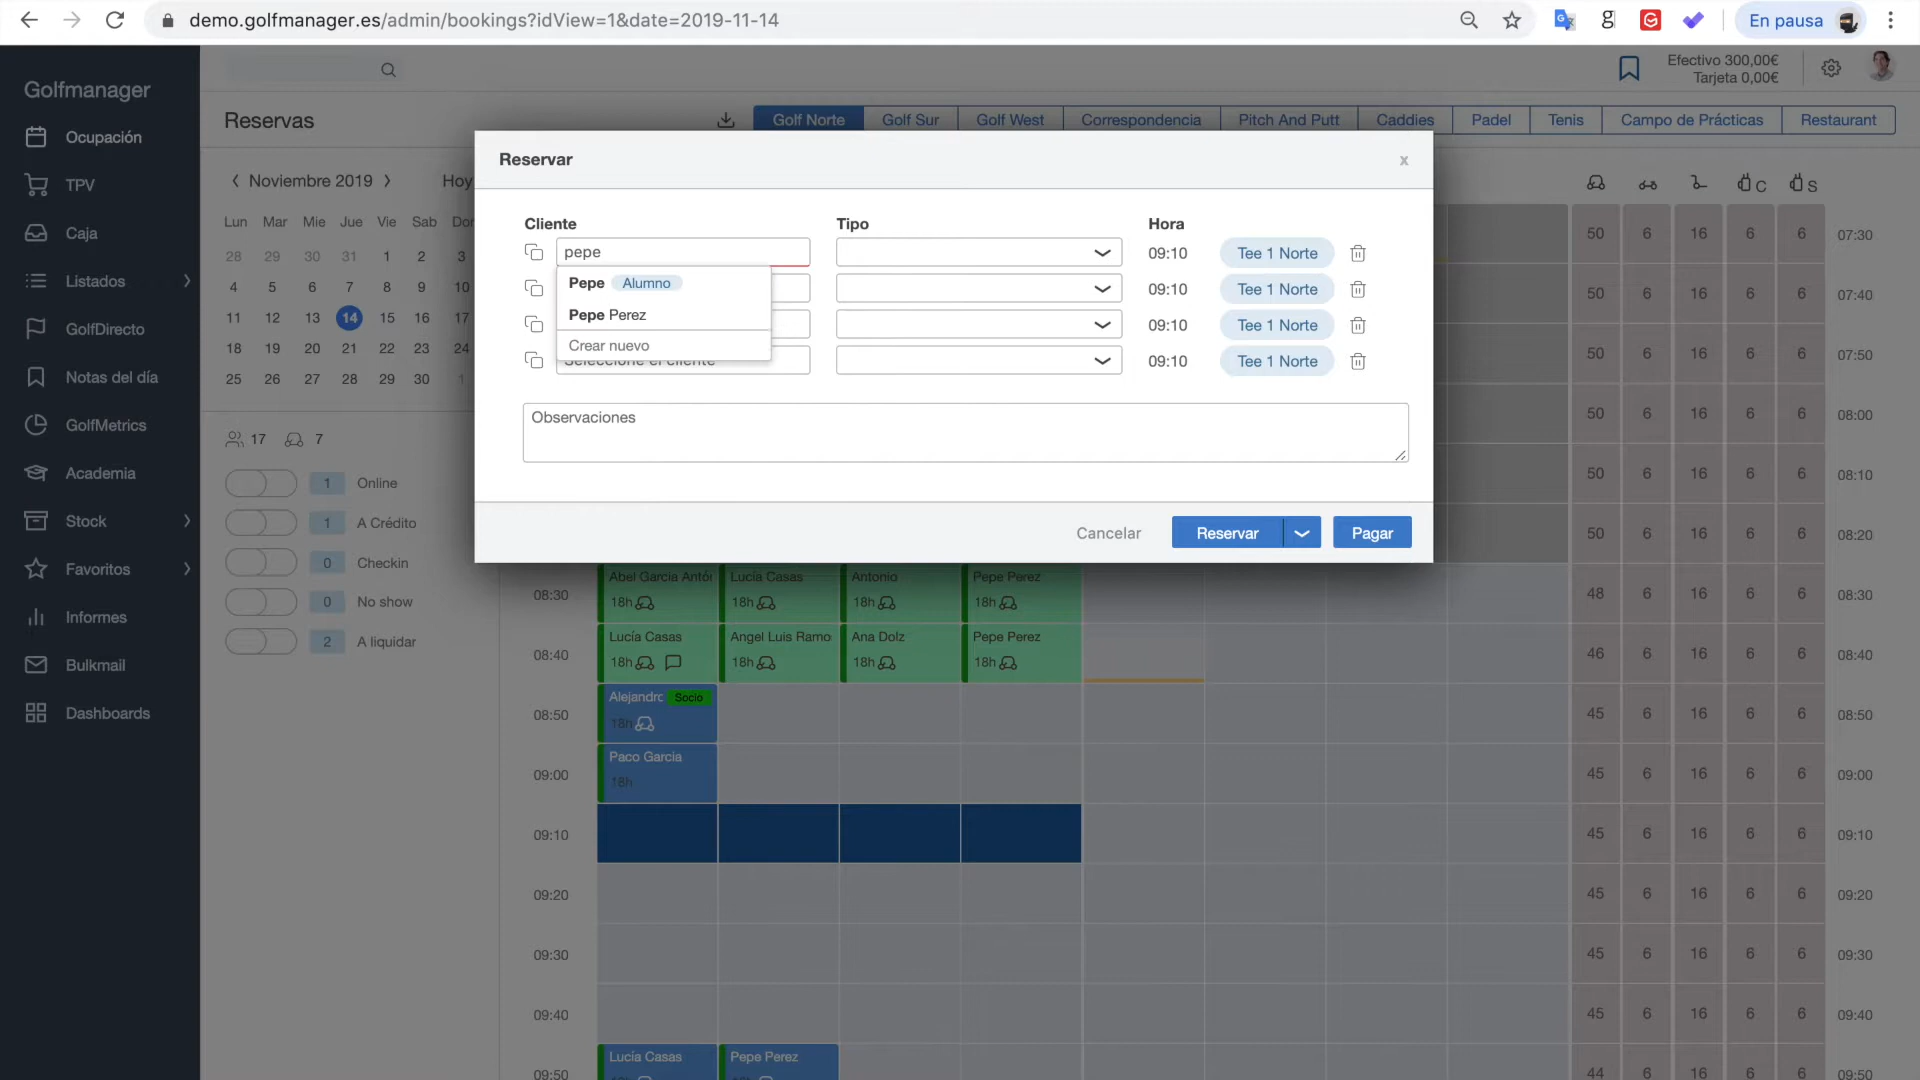 demo.golfmanager.es/admin/bookings?idView=1&date=2019-11-14
En pausa
Golfmanager
Efectivo 300,00€
Tarjeta 0,00€
Ocupación
TPV
Caja
Listados
GolfDirecto
Notas del día
GolfMetrics
Academia
Stock
Favoritos
Informes
Bulkmail
Dashboards
Reservas
Golf Norte Golf Sur Golf West Correspondencia Pitch And Putt Caddies Padel Tenis Campo de Prácticas Restaurant
Noviembre 2019 Hoy
Lun Mar Mie Jue Vie Sab Dom
28 29 30 31 1 2 3
4 5 6 7 8 9 10
11 12 13 14 15 16 17
18 19 20 21 22 23 24
25 26 27 28 29 30 1
17 7
1 Online
1 A Crédito
0 Checkin
0 No show
2 A liquidar
Reservar x
Cliente Tipo Hora
pepe 09:10 Tee 1 Norte
Pepe Alumno
09:10 Tee 1 Norte
Pepe Perez
09:10 Tee 1 Norte
Crear nuevo
Seleccione el cliente 09:10 Tee 1 Norte
Observaciones
Cancelar Reservar Pagar
C S
50 6 16 6 6 07:30
50 6 16 6 6 07:40
50 6 16 6 6 07:50
50 6 16 6 6 08:00
50 6 16 6 6 08:10
50 6 16 6 6 08:20
Abel Garcia Antón Lucía Casas Antonio Pepe Perez
08:30 18h 18h 18h 18h 48 6 16 6 6 08:30
Lucía Casas Angel Luis Ramo Ana Dolz Pepe Perez
08:40 18h 18h 18h 18h 46 6 16 6 6 08:40
Alejandro Socio
08:50 18h 45 6 16 6 6 08:50
Paco Garcia
09:00 18h 45 6 16 6 6 09:00
09:10 45 6 16 6 6 09:10
09:20 45 6 16 6 6 09:20
09:30 45 6 16 6 6 09:30
09:40 45 6 16 6 6 09:40
Lucía Casas Pepe Perez
09:50 44 6 16 6 6 09:50